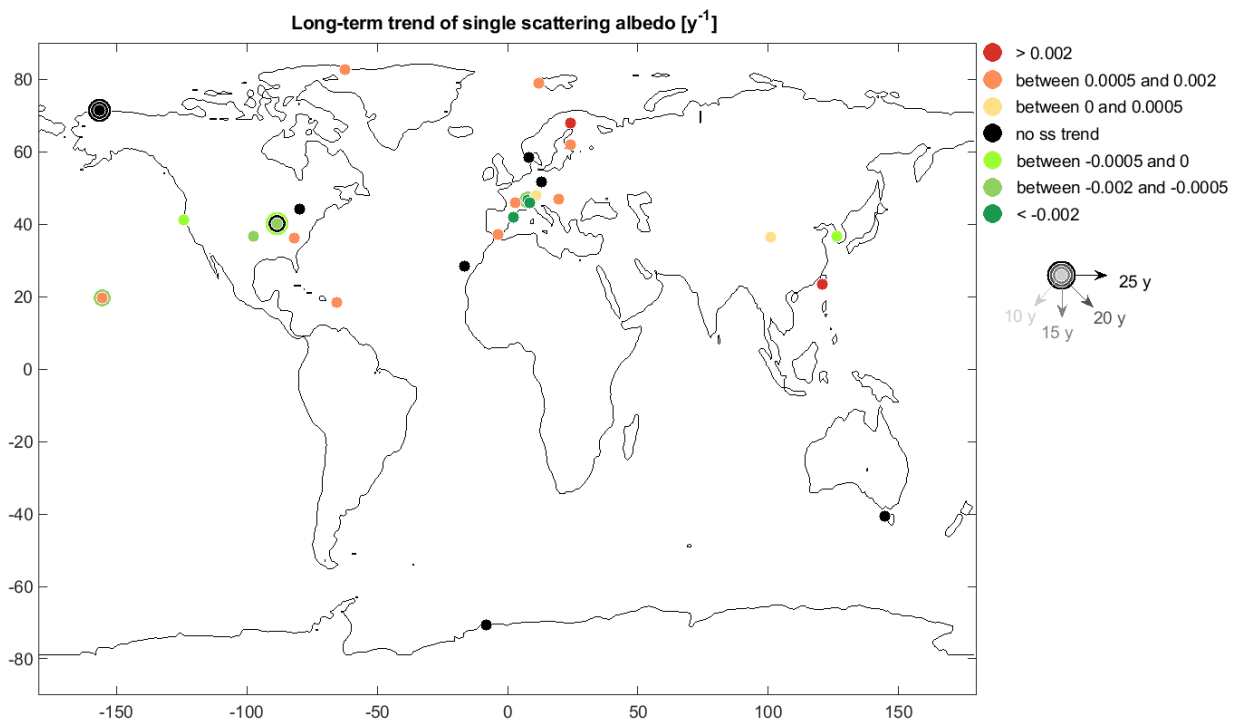 Long-term trend of single scattering albedo [y⁻¹]
> 0.002
between 0.0005 and 0.002
between 0 and 0.0005
no ss trend
between -0.0005 and 0
between -0.002 and -0.0005
< -0.002
25 y
20 y
15 y
10 y
80
60
40
20
0
-20
-40
-60
-80
-150 -100 -50 0 50 100 150